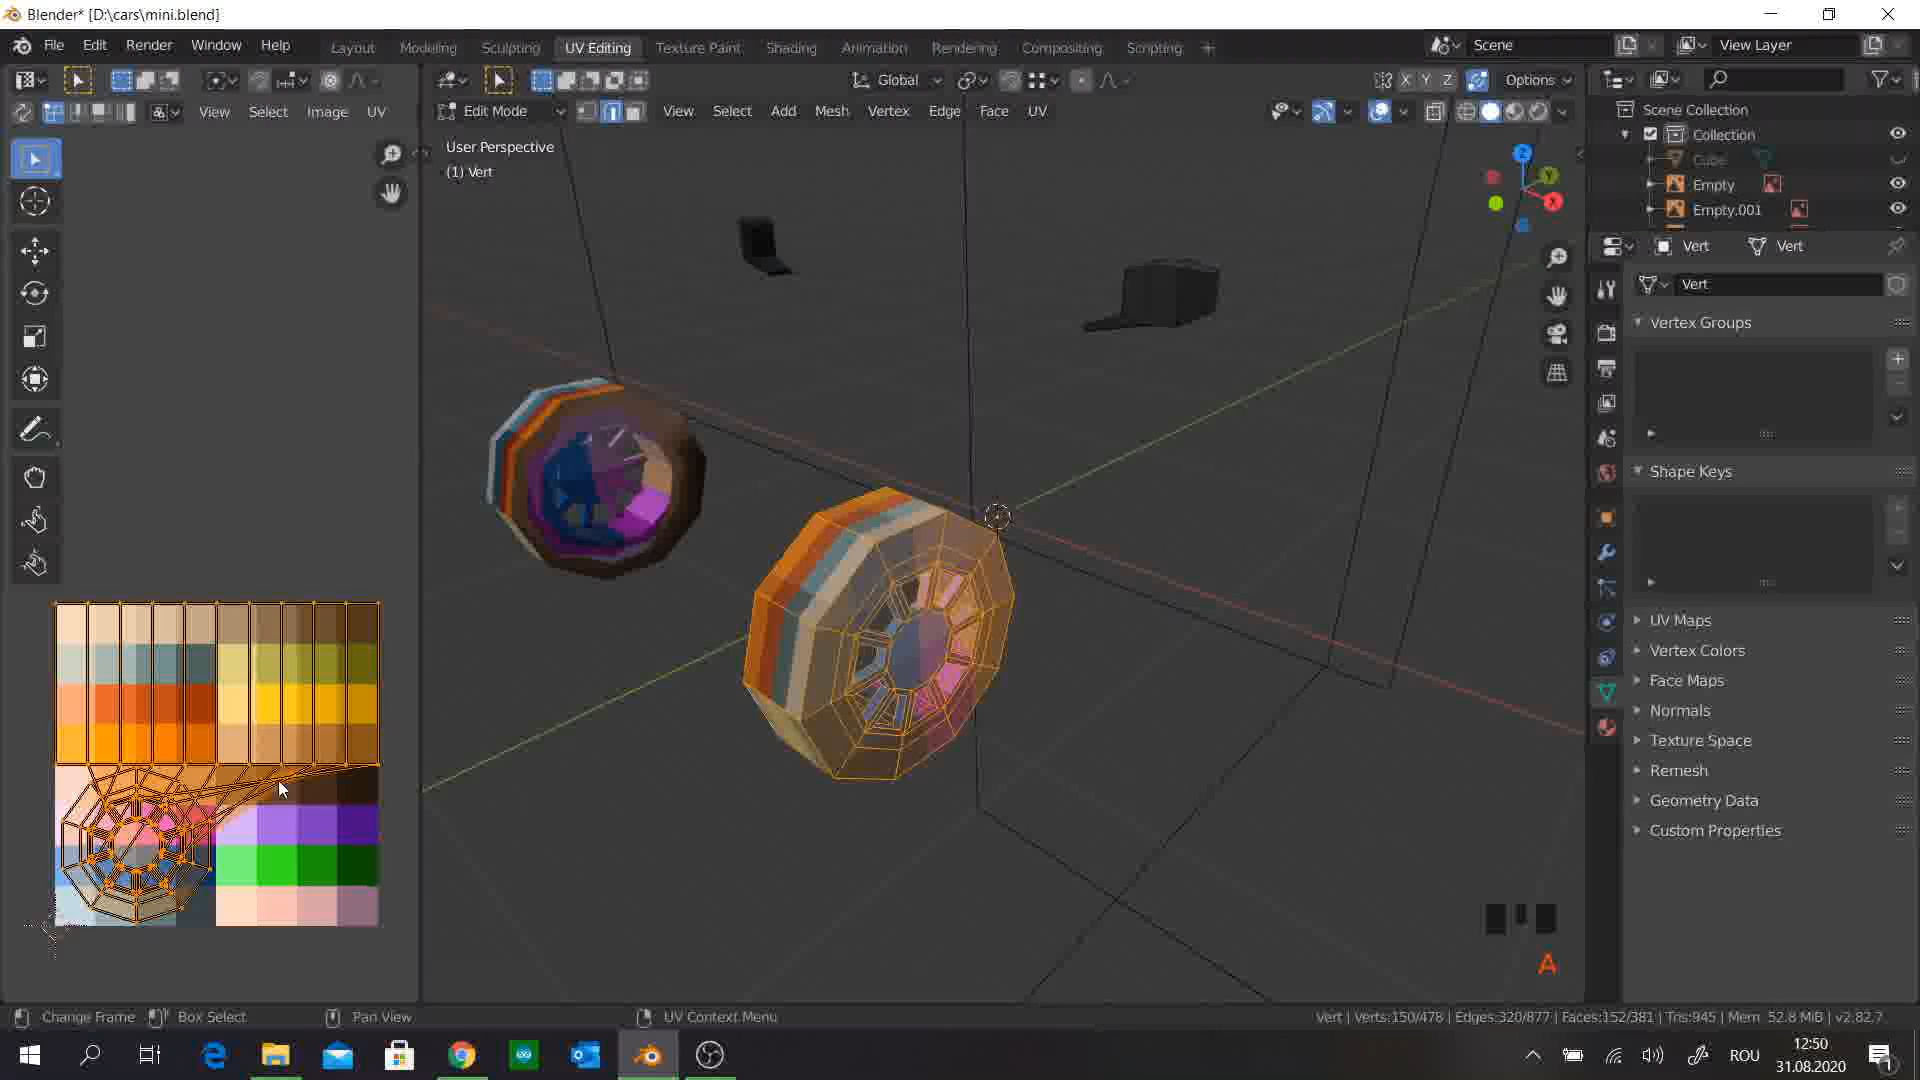 Blender* [D:\cars\mini.blend]
File Edit Render Window Help Layout Modeling Sculpting UV Editing Texture Paint Shading Animation Rendering Compositing Scripting + Scene View Layer
Global X Y Z Options
View Select Image UV Edit Mode View Select Add Mesh Vertex Edge Face UV
User Perspective
(1) Vert
Z
Y
X
Scene Collection
Collection
Cube
Empty
Empty.001
Vert Vert
Vert
Vertex Groups
Shape Keys
UV Maps
Vertex Colors
Face Maps
Normals
Texture Space
Remesh
Geometry Data
Custom Properties
A
Change Frame Box Select Pan View UV Context Menu Vert | Verts:150/478 | Edges:320/877 | Faces:152/381 | Tris:945 | Mem: 52.8 MiB | v2.82.7
ROU
12:50
31.08.2020
1